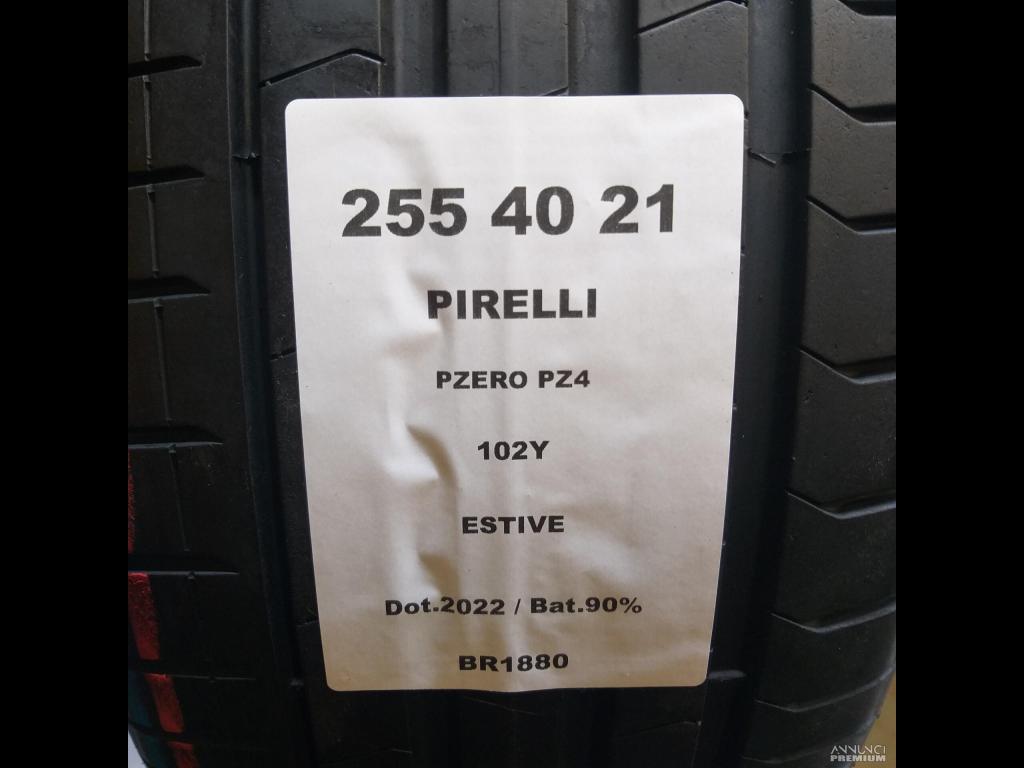 255 40 21
PIRELLI
PZERO PZ4
102Y
ESTIVE
Dot.2022 / Bat.90%
BR1880
ANNUNCI
PREMIUM